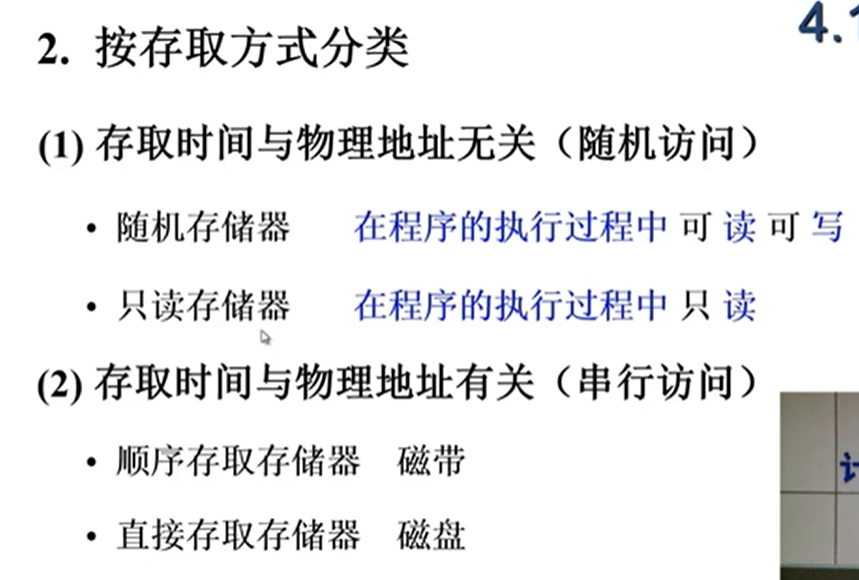 4.1
2. 按存取方式分类
(1) 存取时间与物理地址无关（随机访问）
• 随机存储器 在程序的执行过程中 可 读 可 写
• 只读存储器 在程序的执行过程中 只 读
(2) 存取时间与物理地址有关（串行访问）
• 顺序存取存储器 磁带
• 直接存取存储器 磁盘
计